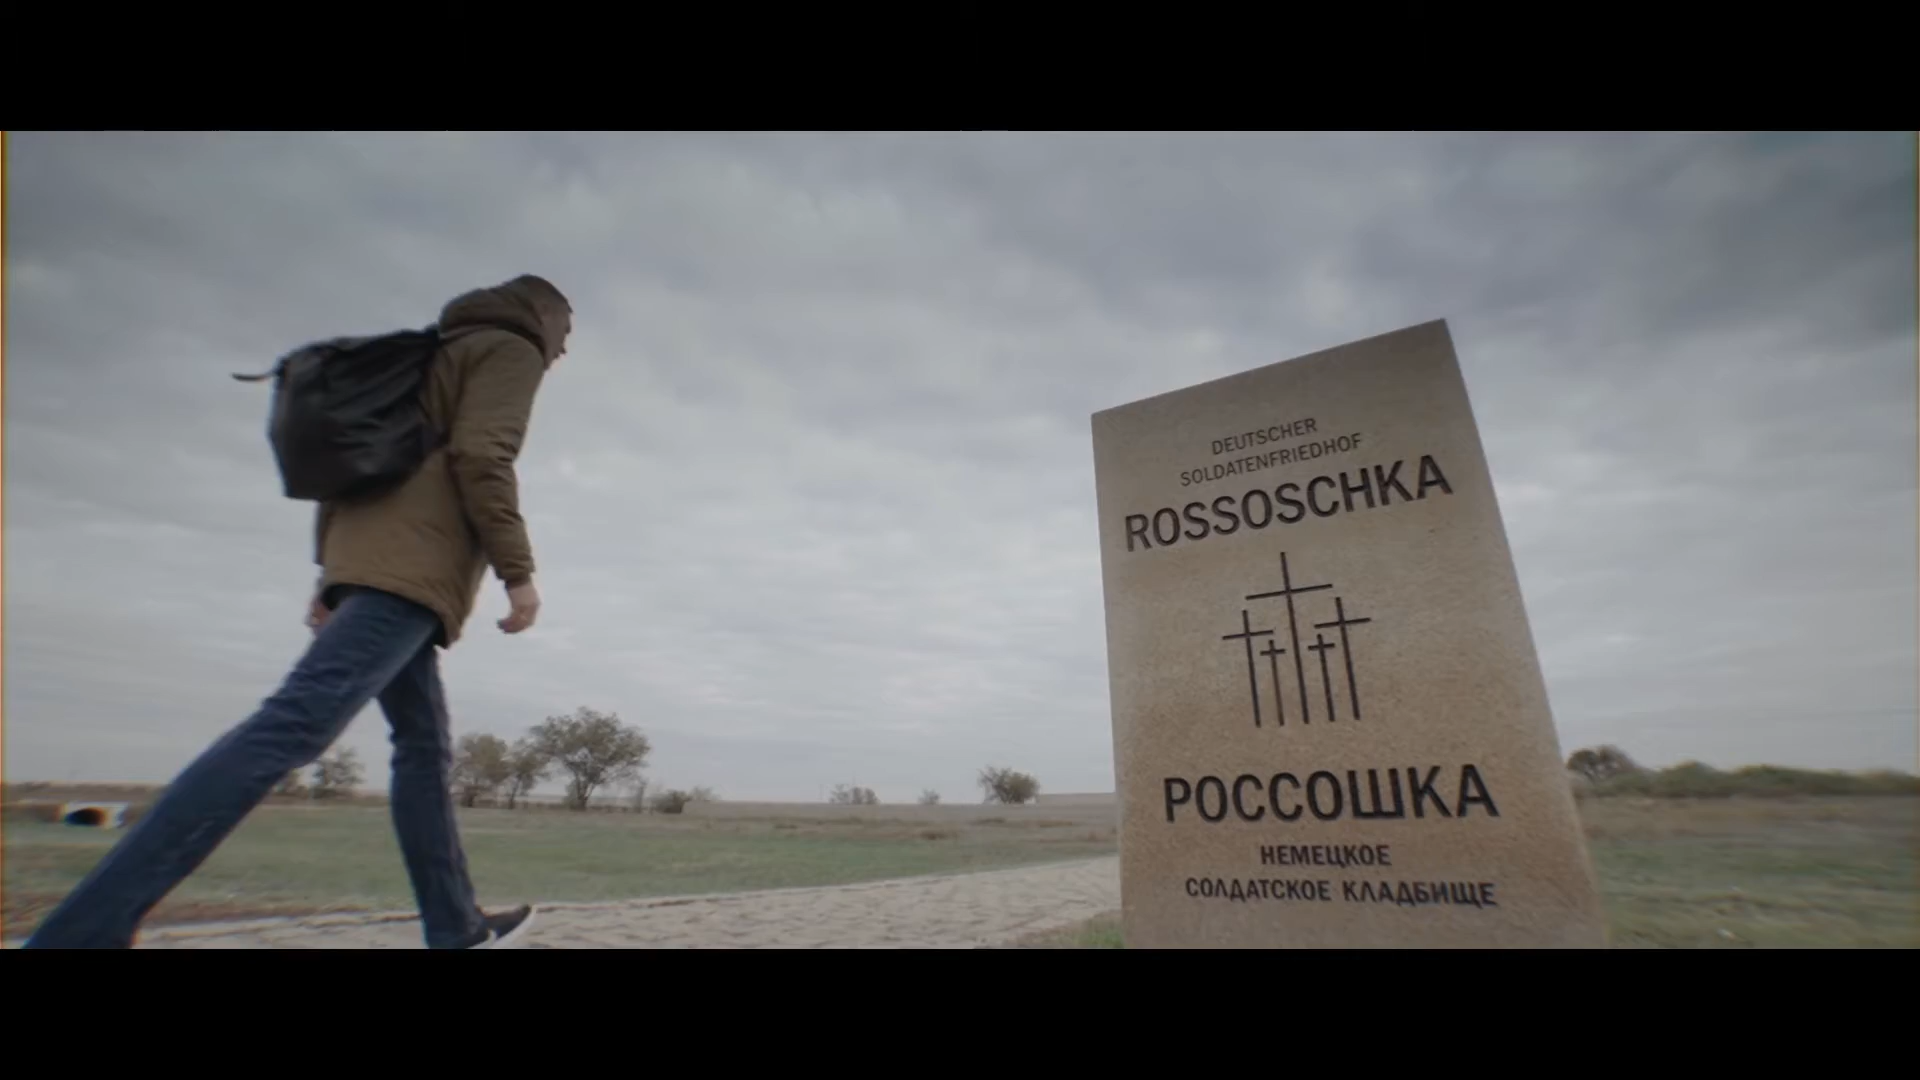 DEUTSCHER
SOLDATENFRIEDHOF
ROSSOSCHKA
РОССОШКА
НЕМЕЦКОЕ
СОЛДАТСКОЕ КЛАДБИЩЕ